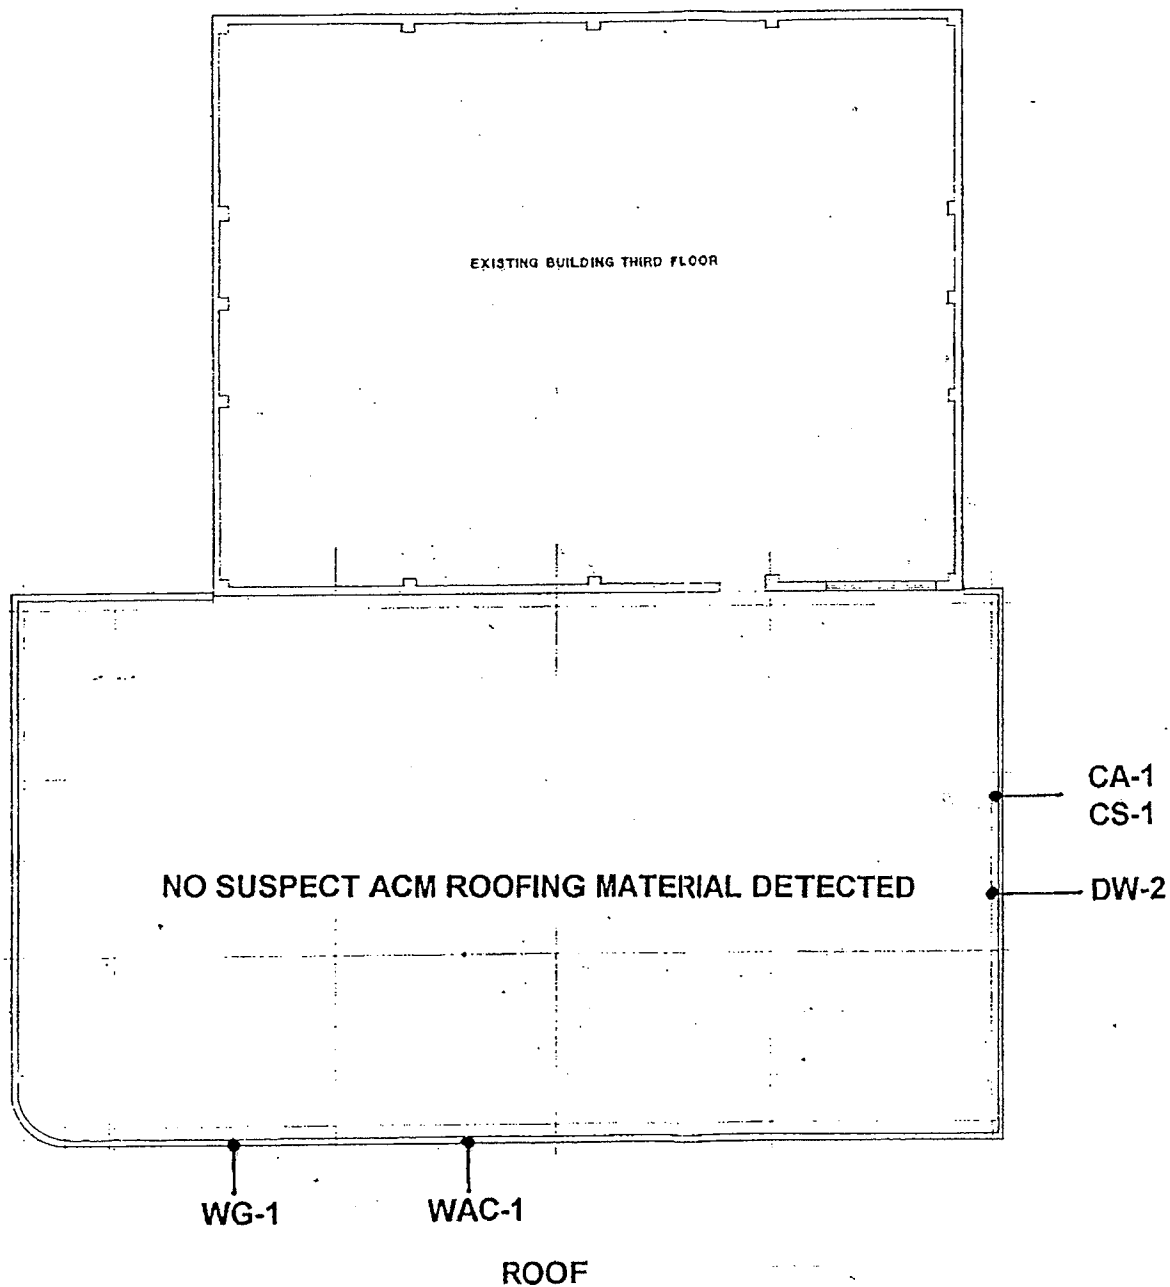 EXISTING BUILDING THIRD FLOOR
CA-1
CS-1
NO SUSPECT ACM ROOFING MATERIAL DETECTED
DW-2
WG-1
WAC-1
ROOF